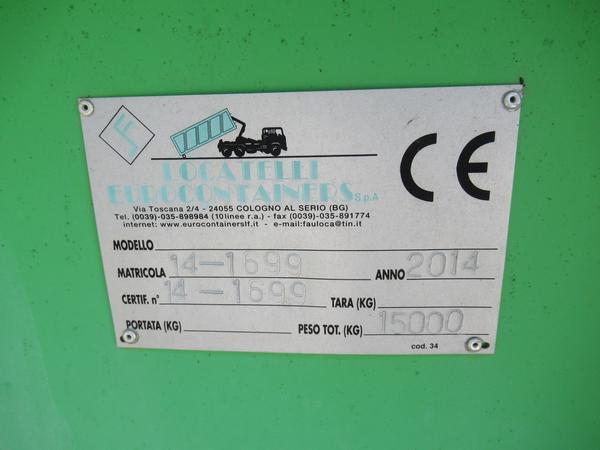 LF
LOCATELLI
EUROCONTAINERS S.p.A
Via Toscana 2/4 - 24055 COLOGNO AL SERIO (BG)
Tel. (0039)-035-898984 (10linee r.a.) - fax (0039)-035-891774
internet: www.eurocontainerslf.it - e-mail:fauloca@tin.it
CE
MODELLO
MATRICOLA 14-1699 ANNO 2014
CERTIF. n° 14-1699 TARA (KG)
PORTATA (KG) PESO TOT. (KG) 15000
cod. 34